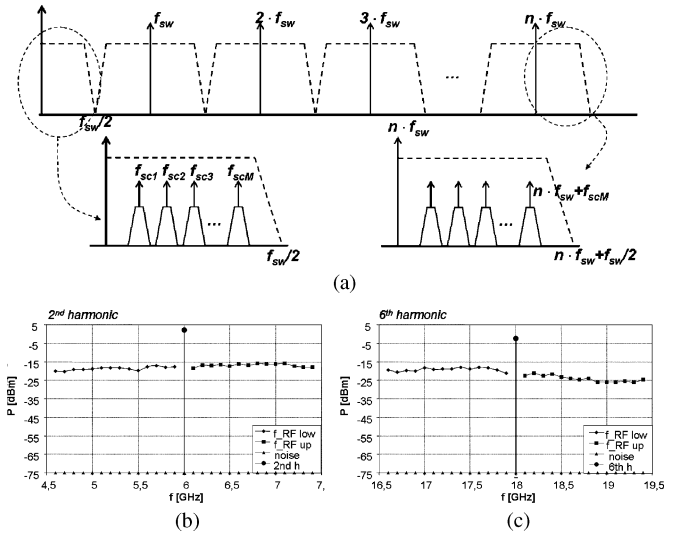 f_sw 2 · f_sw 3 · f_sw n · f_sw
...
f_sw/2 n · f_sw
f_sc1 f_sc2 f_sc3 f_scM n · f_sw+f_scM
... ...
f_sw/2 n · f_sw+f_sw/2
(a)
2nd harmonic
P [dBm]
5
-5
-15
-25
-35
-45
-55
-65
-75
f_RF low
f_RF up
noise
2nd h
4,5 5 5,5 6 6,5 7 7,
f [GHz]
(b)
6th harmonic
P [dBm]
5
-5
-15
-25
-35
-45
-55
-65
-75
f_RF low
f_RF up
noise
6th h
16,5 17 17,5 18 18,5 19 19,5
f [GHz]
(c)